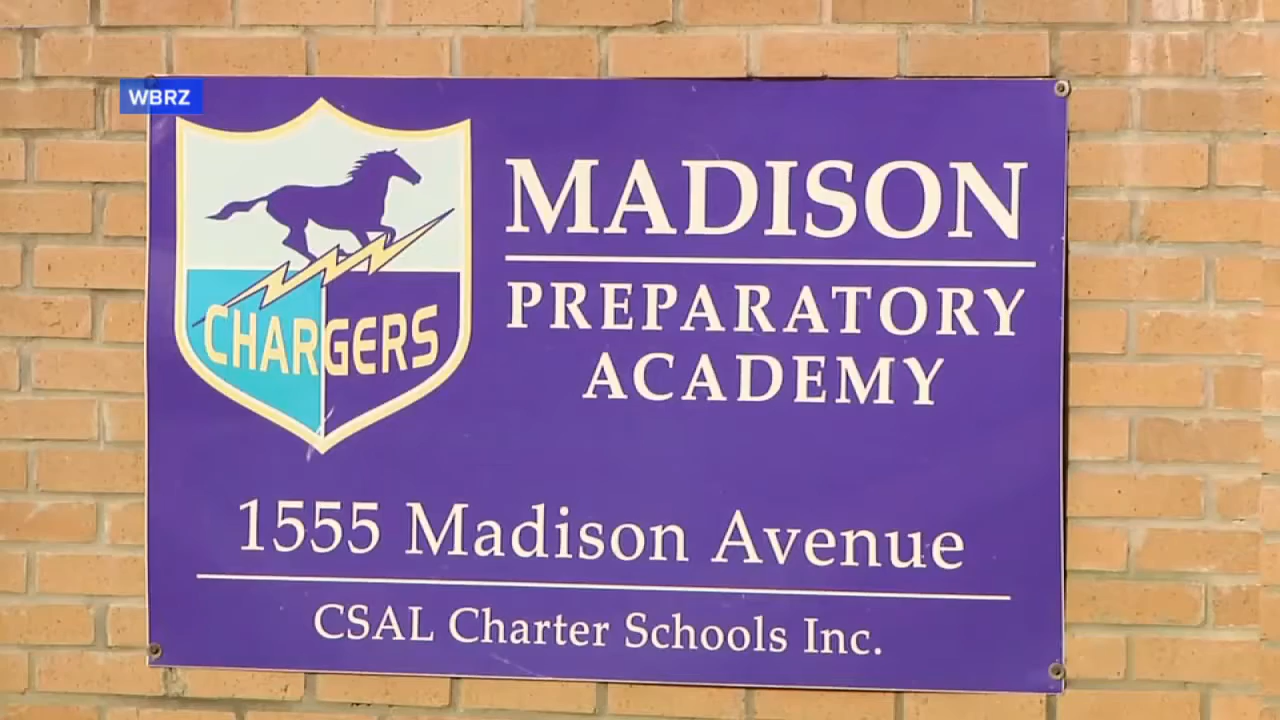 WBRZ
CHARGERS
MADISON
PREPARATORY
ACADEMY
1555 Madison Avenue
CSAL Charter Schools Inc.